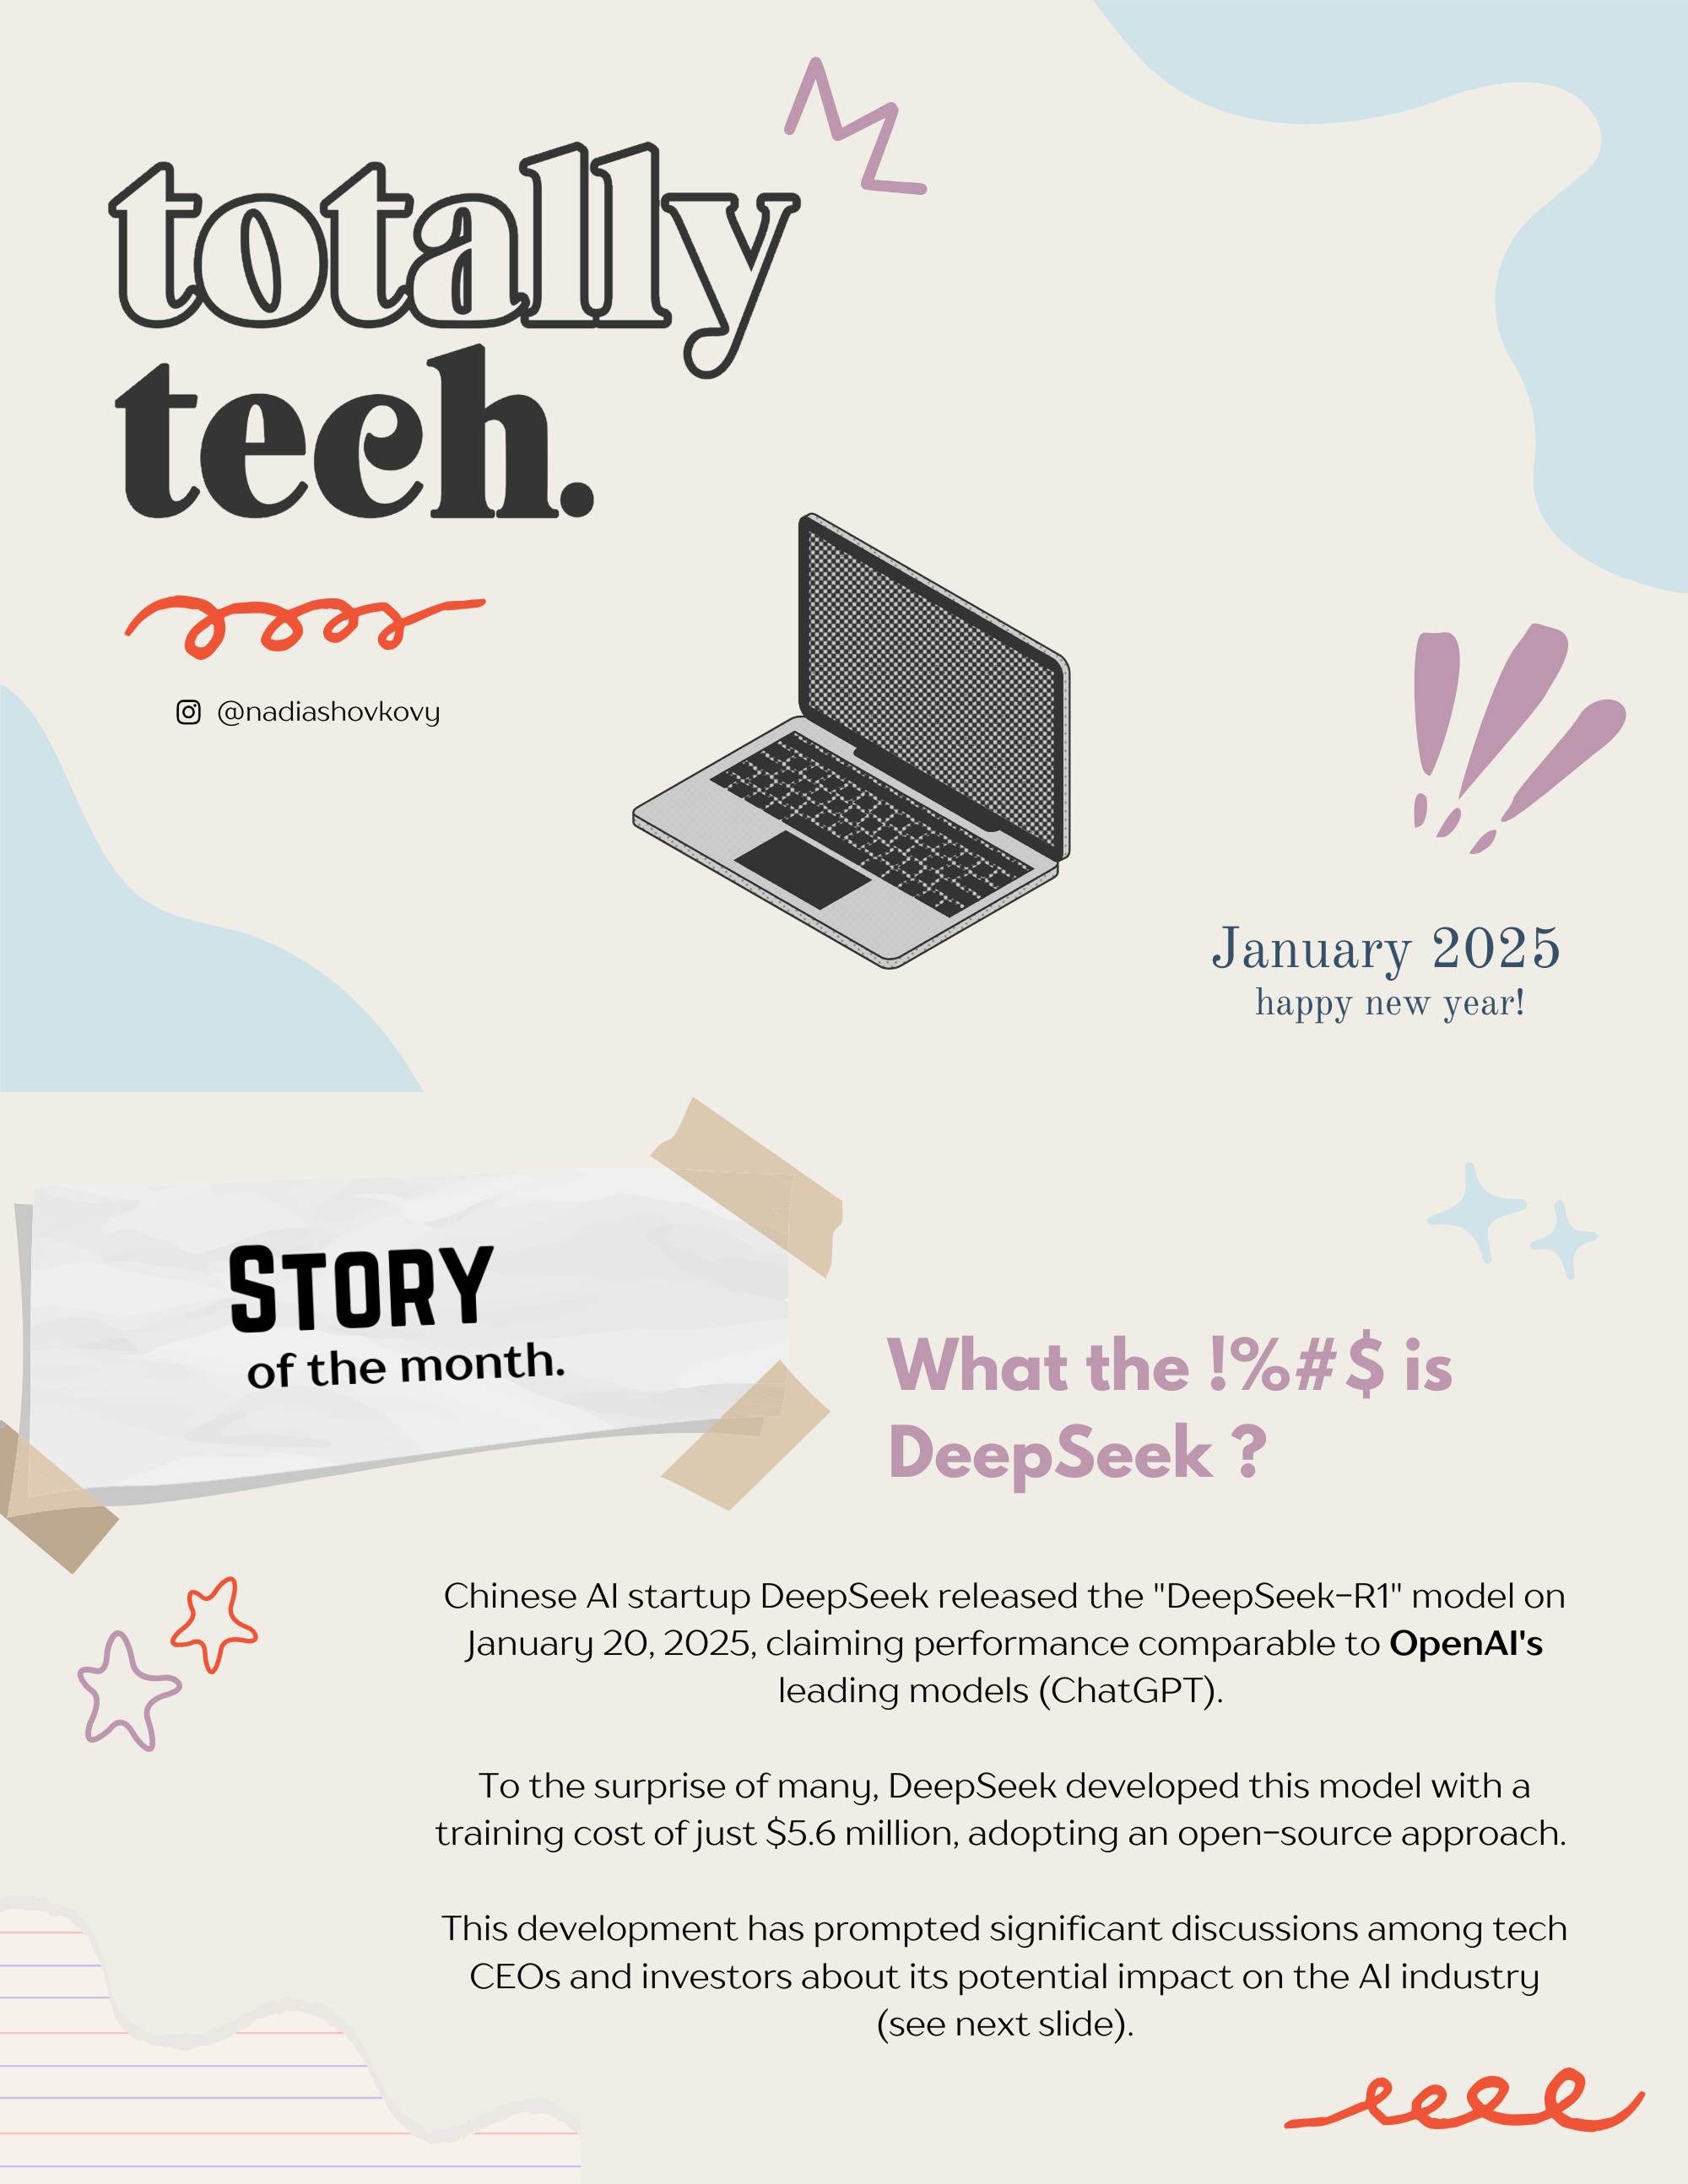 totally
tech.
@nadiashovkovy
January 2025
happy new year!
STORY
of the month.
What the !%#$ is
DeepSeek ?
Chinese AI startup DeepSeek released the "DeepSeek-R1" model on
January 20, 2025, claiming performance comparable to OpenAI's
leading models (ChatGPT).
To the surprise of many, DeepSeek developed this model with a
training cost of just $5.6 million, adopting an open-source approach.
This development has prompted significant discussions among tech
CEOs and investors about its potential impact on the AI industry
(see next slide).